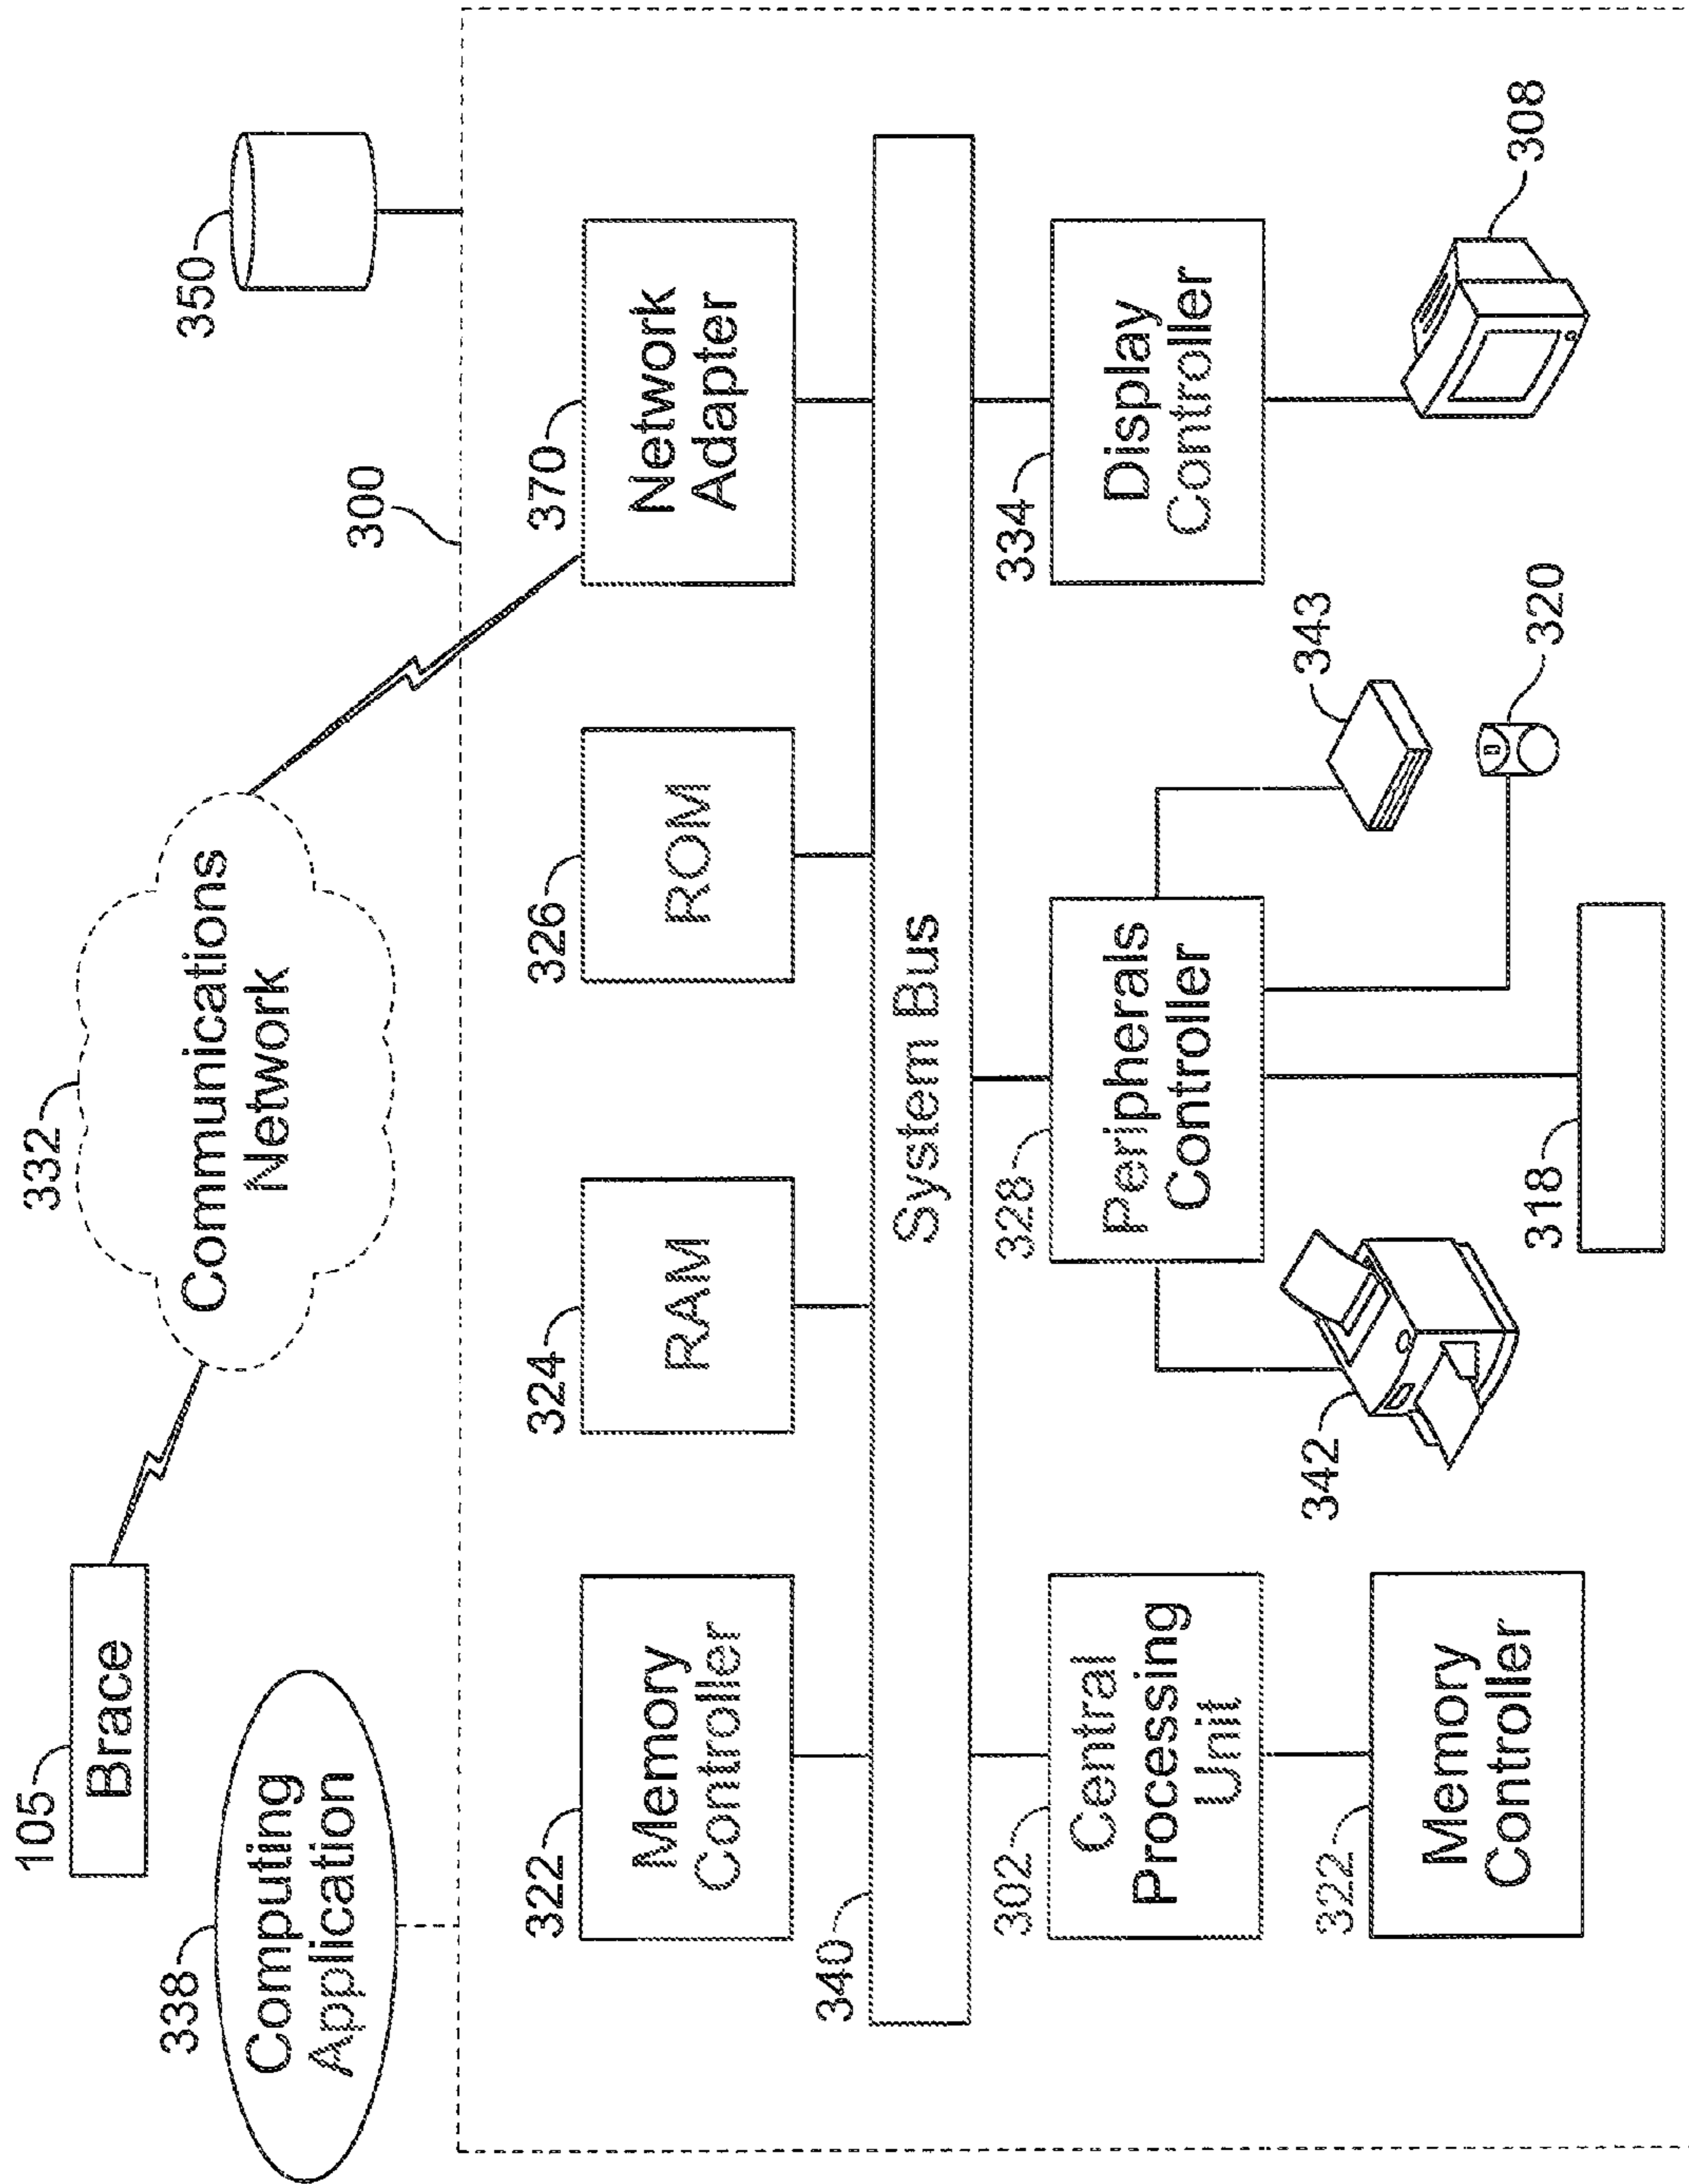 105
Brace
338
Computing
Application
332
Communications
Network
350
300
322
Memory
Controller
324
RAM
326
ROM
370
Network
Adapter
340
System Bus
302
Central
Processing
Unit
328
Peripherals
Controller
334
Display
Controller
322
Memory
Controller
342
318
343
320
308